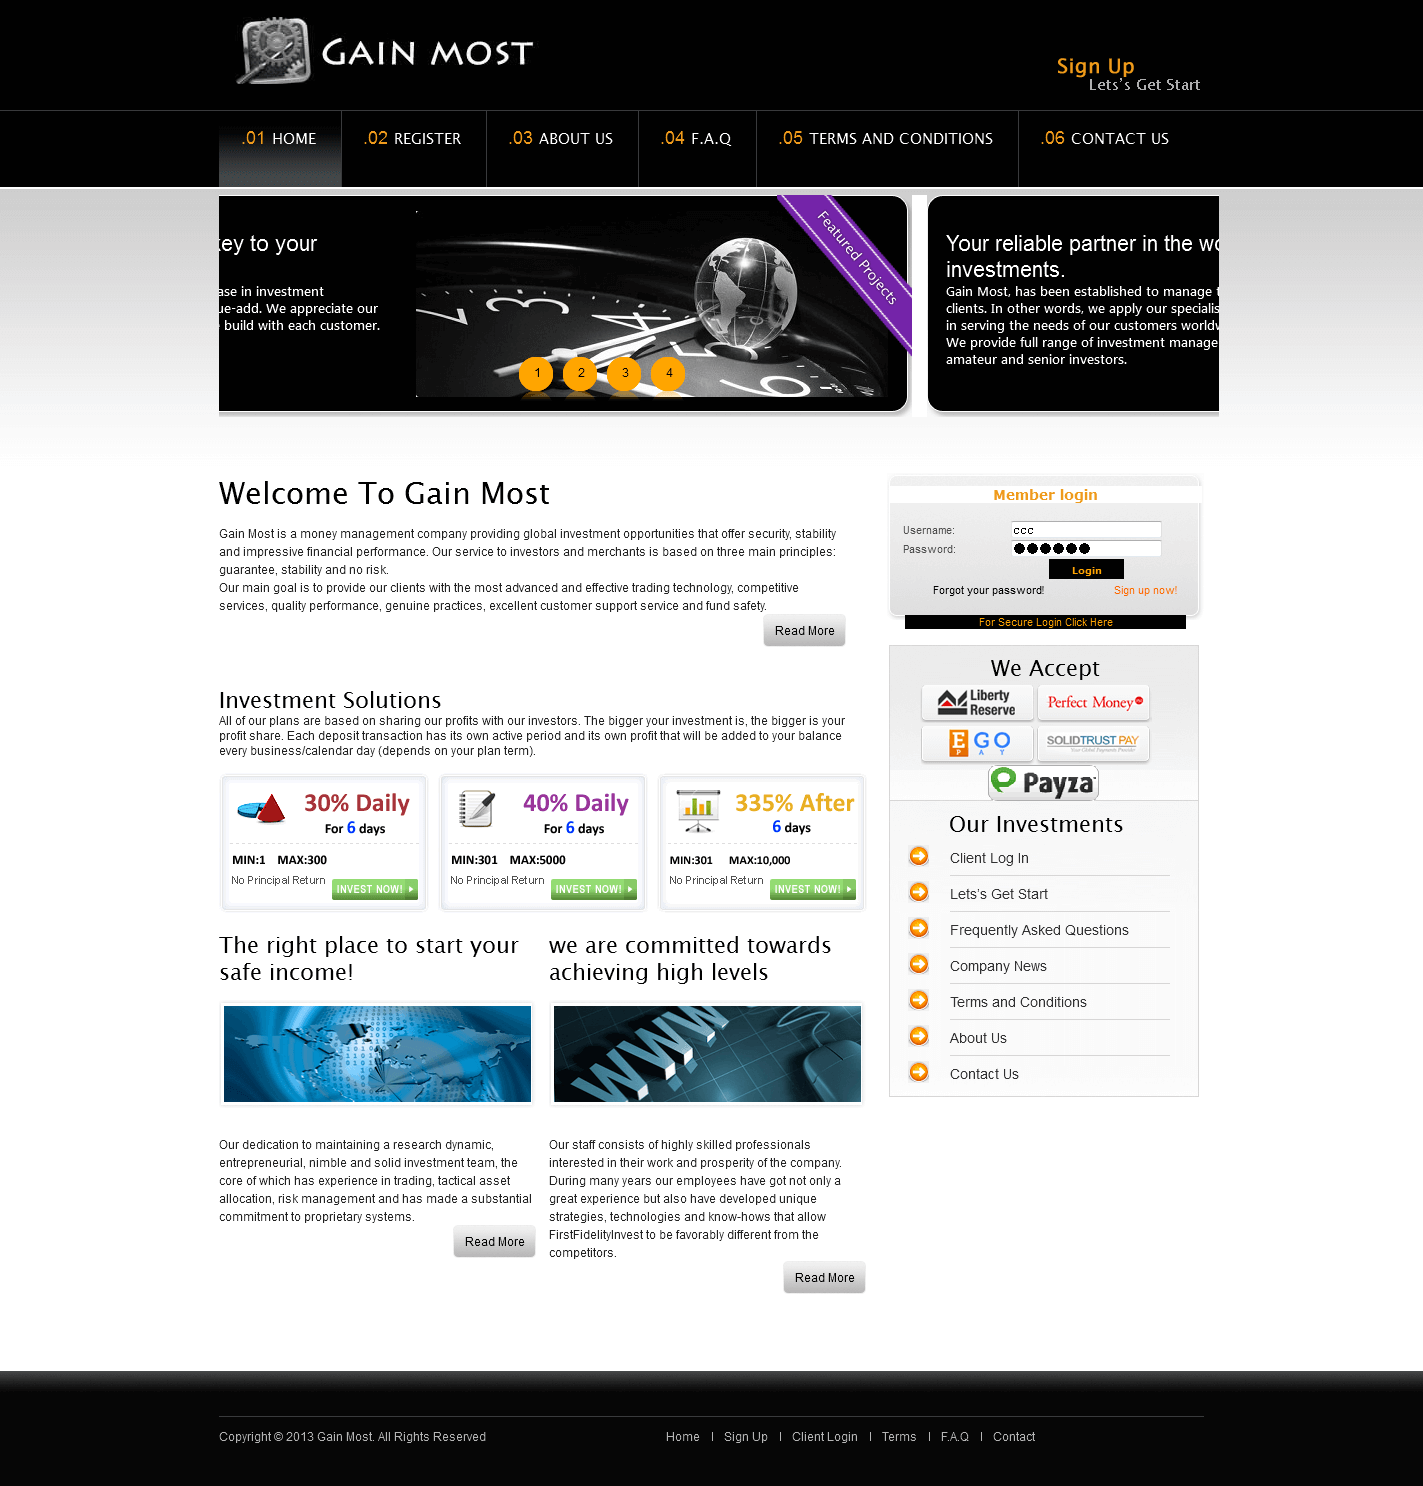 GAIN MOST
Sign Up
Lets's Get Start
.01 HOME
.02 REGISTER
.03 ABOUT US
.04 F.A.Q
.05 TERMS AND CONDITIONS
.06 CONTACT US
key to your
ase in investment
ue-add. We appreciate our
build with each customer.
Featured Projects
1 2 3 4
Your reliable partner in the wo
investments.
Gain Most, has been established to manage t
clients. In other words, we apply our specialis
in serving the needs of our customers worldw
We provide full range of investment manage
amateur and senior investors.
Welcome To Gain Most
Gain Most is a money management company providing global investment opportunities that offer security, stability
and impressive financial performance. Our service to investors and merchants is based on three main principles:
guarantee, stability and no risk.
Our main goal is to provide our clients with the most advanced and effective trading technology, competitive
services, quality performance, genuine practices, excellent customer support service and fund safety.
Read More
Member login
Username: ccc
Password: ●●●●●●
Login
Forgot your password! Sign up now!
For Secure Login Click Here
We Accept
Liberty
Reserve
Perfect Money
EGO
PAY
SOLIDTRUST PAY
Your Global Payments Provider
Payza
Investment Solutions
All of our plans are based on sharing our profits with our investors. The bigger your investment is, the bigger is your
profit share. Each deposit transaction has its own active period and its own profit that will be added to your balance
every business/calendar day (depends on your plan term).
30% Daily
For 6 days
MIN:1 MAX:300
No Principal Return INVEST NOW!
40% Daily
For 6 days
MIN:301 MAX:5000
No Principal Return INVEST NOW!
335% After
6 days
MIN:301 MAX:10,000
No Principal Return INVEST NOW!
Our Investments
Client Log In
Lets's Get Start
Frequently Asked Questions
Company News
Terms and Conditions
About Us
Contact Us
The right place to start your
safe income!
Our dedication to maintaining a research dynamic,
entrepreneurial, nimble and solid investment team, the
core of which has experience in trading, tactical asset
allocation, risk management and has made a substantial
commitment to proprietary systems.
Read More
we are committed towards
achieving high levels
WWW
Our staff consists of highly skilled professionals
interested in their work and prosperity of the company.
During many years our employees have got not only a
great experience but also have developed unique
strategies, technologies and know-hows that allow
FirstFidelityInvest to be favorably different from the
competitors.
Read More
Copyright © 2013 Gain Most. All Rights Reserved
Home | Sign Up | Client Login | Terms | F.A.Q | Contact